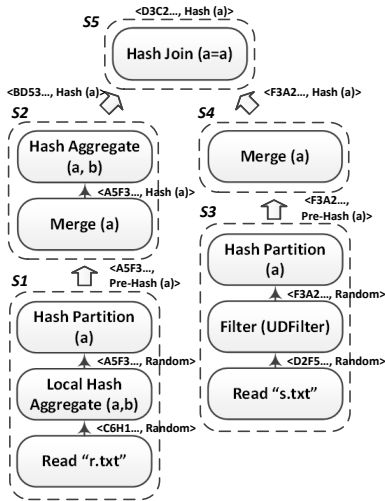 <D3C2…, Hash (a)>
S5
Hash Join (a=a)
<BD53…, Hash (a)>
<F3A2…, Hash (a)>
S2
Hash Aggregate
(a, b)
<A5F3…, Hash (a)>
Merge (a)
S4
Merge (a)
<F3A2…,
Pre-Hash (a)>
S3
Hash Partition
(a)
<F3A2…, Random>
Filter (UDFilter)
<D2F5…, Random>
Read “s.txt”
<A5F3…,
Pre-Hash (a)>
S1
Hash Partition
(a)
<A5F3…, Random>
Local Hash
Aggregate (a,b)
<C6H1…, Random>
Read “r.txt”